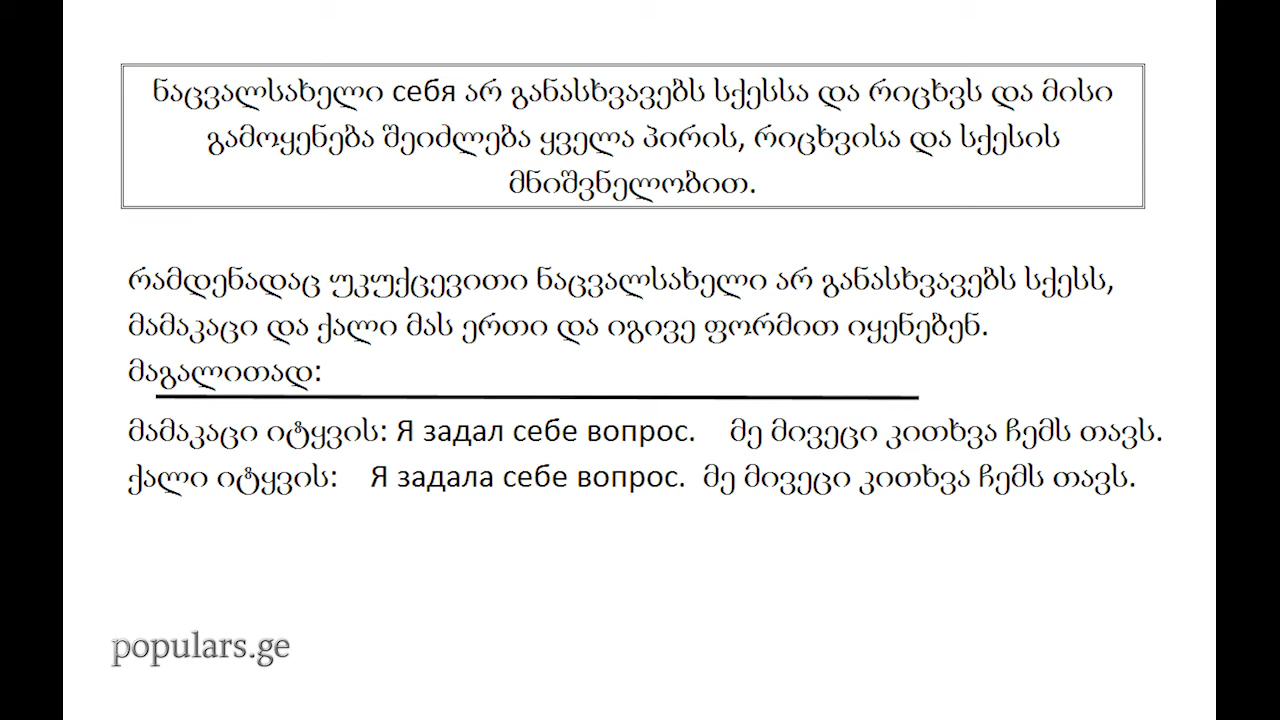 ნაცვალსახელი себя არ განასხვავებს სქესსა და რიცხვს და მისი
გამოყენება შეიძლება ყველა პირის, რიცხვისა და სქესის
მნიშვნელობით.
რამდენადაც უკუქცევითი ნაცვალსახელი არ განასხვავებს სქესს,
მამაკაცი და ქალი მას ერთი და იგივე ფორმით იყენებენ.
მაგალითად:
მამაკაცი იტყვის: Я задал себе вопрос. მე მივეცი კითხვა ჩემს თავს.
ქალი იტყვის: Я задала себе вопрос. მე მივეცი კითხვა ჩემს თავს.
populars.ge